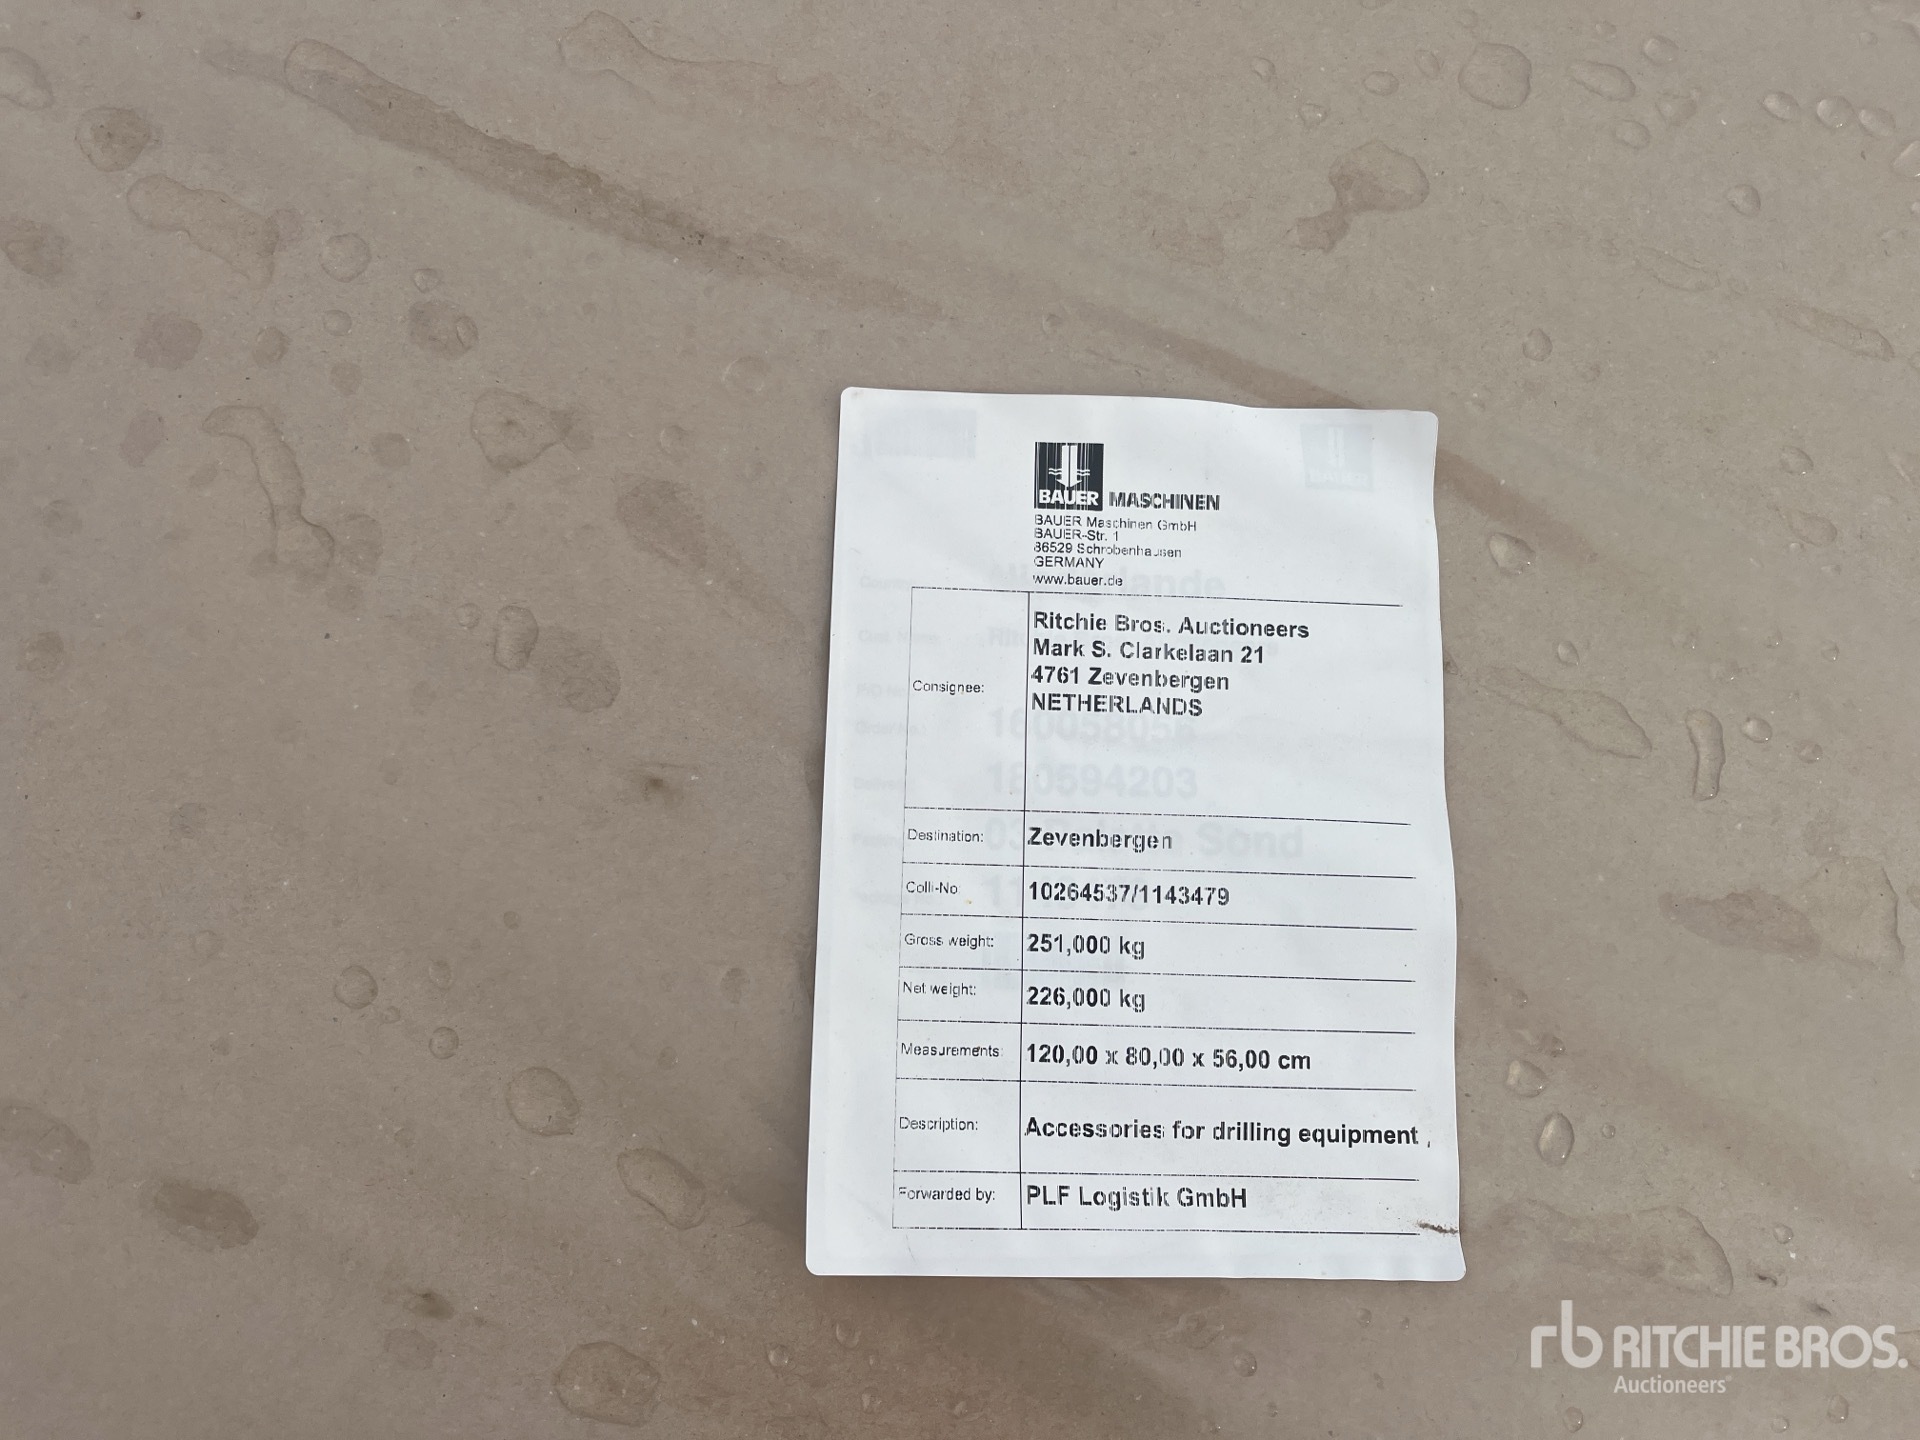 BAUER MASCHINEN
BAUER Maschinen GmbH
BAUER-Str. 1
86529 Schrobenhausen
GERMANY
www.bauer.de
Consignee:
Ritchie Bros. Auctioneers
Mark S. Clarkelaan 21
4761 Zevenbergen
NETHERLANDS
Destination: Zevenbergen
Colli-No: 10264537/1143479
Gross weight: 251,000 kg
Net weight: 226,000 kg
Measurements: 120,00 x 80,00 x 56,00 cm
Description: Accessories for drilling equipment ,
Forwarded by: PLF Logistik GmbH
180594203
rb RITCHIE BROS.
Auctioneers